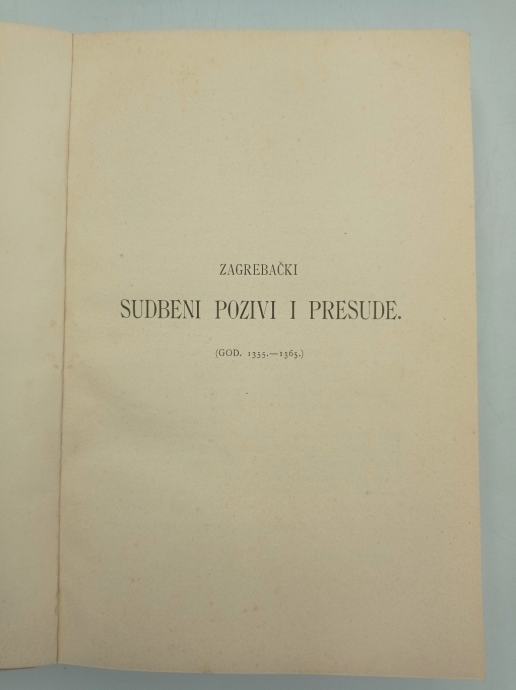 ZAGREBAČKI
SUDBENI POZIVI I PRESUDE.
(GOD. 1355.—1365.)